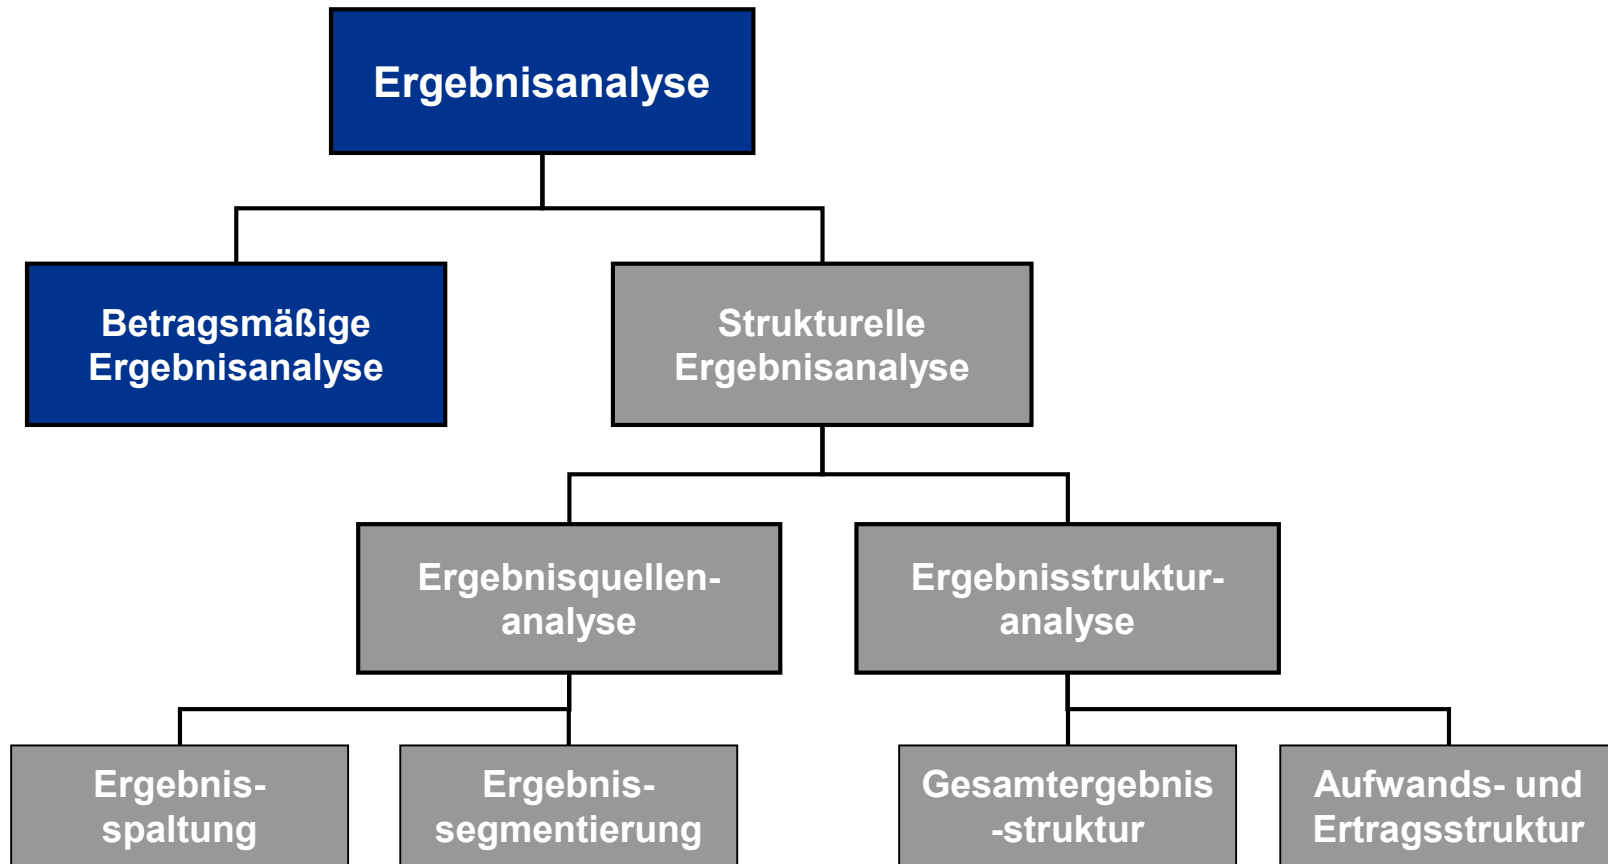 Ergebnisanalyse
Betragsmäßige
Ergebnisanalyse
Strukturelle
Ergebnisanalyse
Ergebnisquellen-
analyse
Ergebnisstruktur-
analyse
Ergebnis-
spaltung
Ergebnis-
segmentierung
Gesamtergebnis
-struktur
Aufwands- und
Ertragsstruktur